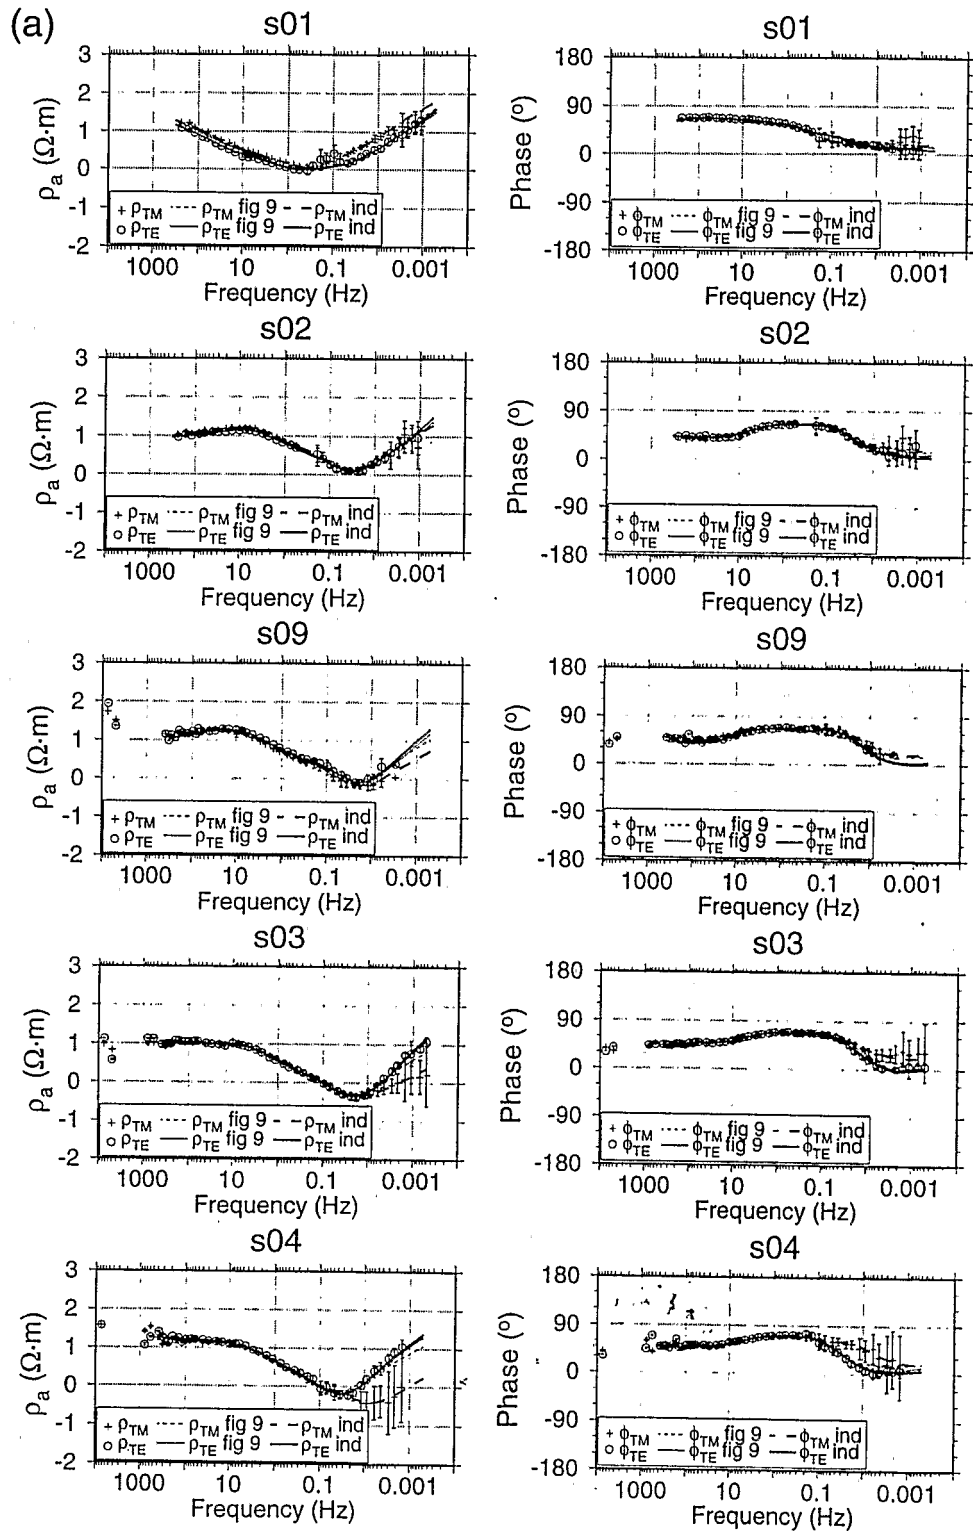 (a)
s01
3
2
1
0
-1
-2
ρa (Ω·m)
+ ρTM ρTM fig 9 ρTM ind
ρTE ρTE fig 9 ρTE ind
1000 10 0.1 0.001
Frequency (Hz)
s01
180
90
0
-90
-180
Phase (º)
+ ϕTM ϕTM fig 9 ϕTM ind
ϕTE ϕTE fig 9 ϕTE ind
1000 10 0.1 0.001
Frequency (Hz)
s02
3
2
1
0
-1
-2
ρa (Ω·m)
+ ρTM ρTM fig 9 ρTM ind
ρTE ρTE fig 9 ρTE ind
1000 10 0.1 0.001
Frequency (Hz)
s02
180
90
0
-90
-180
Phase (º)
+ ϕTM ϕTM fig 9 ϕTM ind
ϕTE ϕTE fig 9 ϕTE ind
1000 10 0.1 0.001
Frequency (Hz)
s09
3
2
1
0
-1
-2
ρa (Ω·m)
+ ρTM ρTM fig 9 ρTM ind
ρTE ρTE fig 9 ρTE ind
1000 10 0.1 0.001
Frequency (Hz)
s09
180
90
0
-90
-180
Phase (º)
+ ϕTM ϕTM fig 9 ϕTM ind
ϕTE ϕTE fig 9 ϕTE ind
1000 10 0.1 0.001
Frequency (Hz)
s03
3
2
1
0
-1
-2
ρa (Ω·m)
+ ρTM ρTM fig 9 ρTM ind
ρTE ρTE fig 9 ρTE ind
1000 10 0.1 0.001
Frequency (Hz)
s03
180
90
0
-90
-180
Phase (º)
+ ϕTM ϕTM fig 9 ϕTM ind
ϕTE ϕTE fig 9 ϕTE ind
1000 10 0.1 0.001
Frequency (Hz)
s04
3
2
1
0
-1
-2
ρa (Ω·m)
+ ρTM ρTM fig 9 ρTM ind
ρTE ρTE fig 9 ρTE ind
1000 10 0.1 0.001
Frequency (Hz)
s04
180
90
0
-90
-180
Phase (º)
+ ϕTM ϕTM fig 9 ϕTM ind
ϕTE ϕTE fig 9 ϕTE ind
1000 10 0.1 0.001
Frequency (Hz)